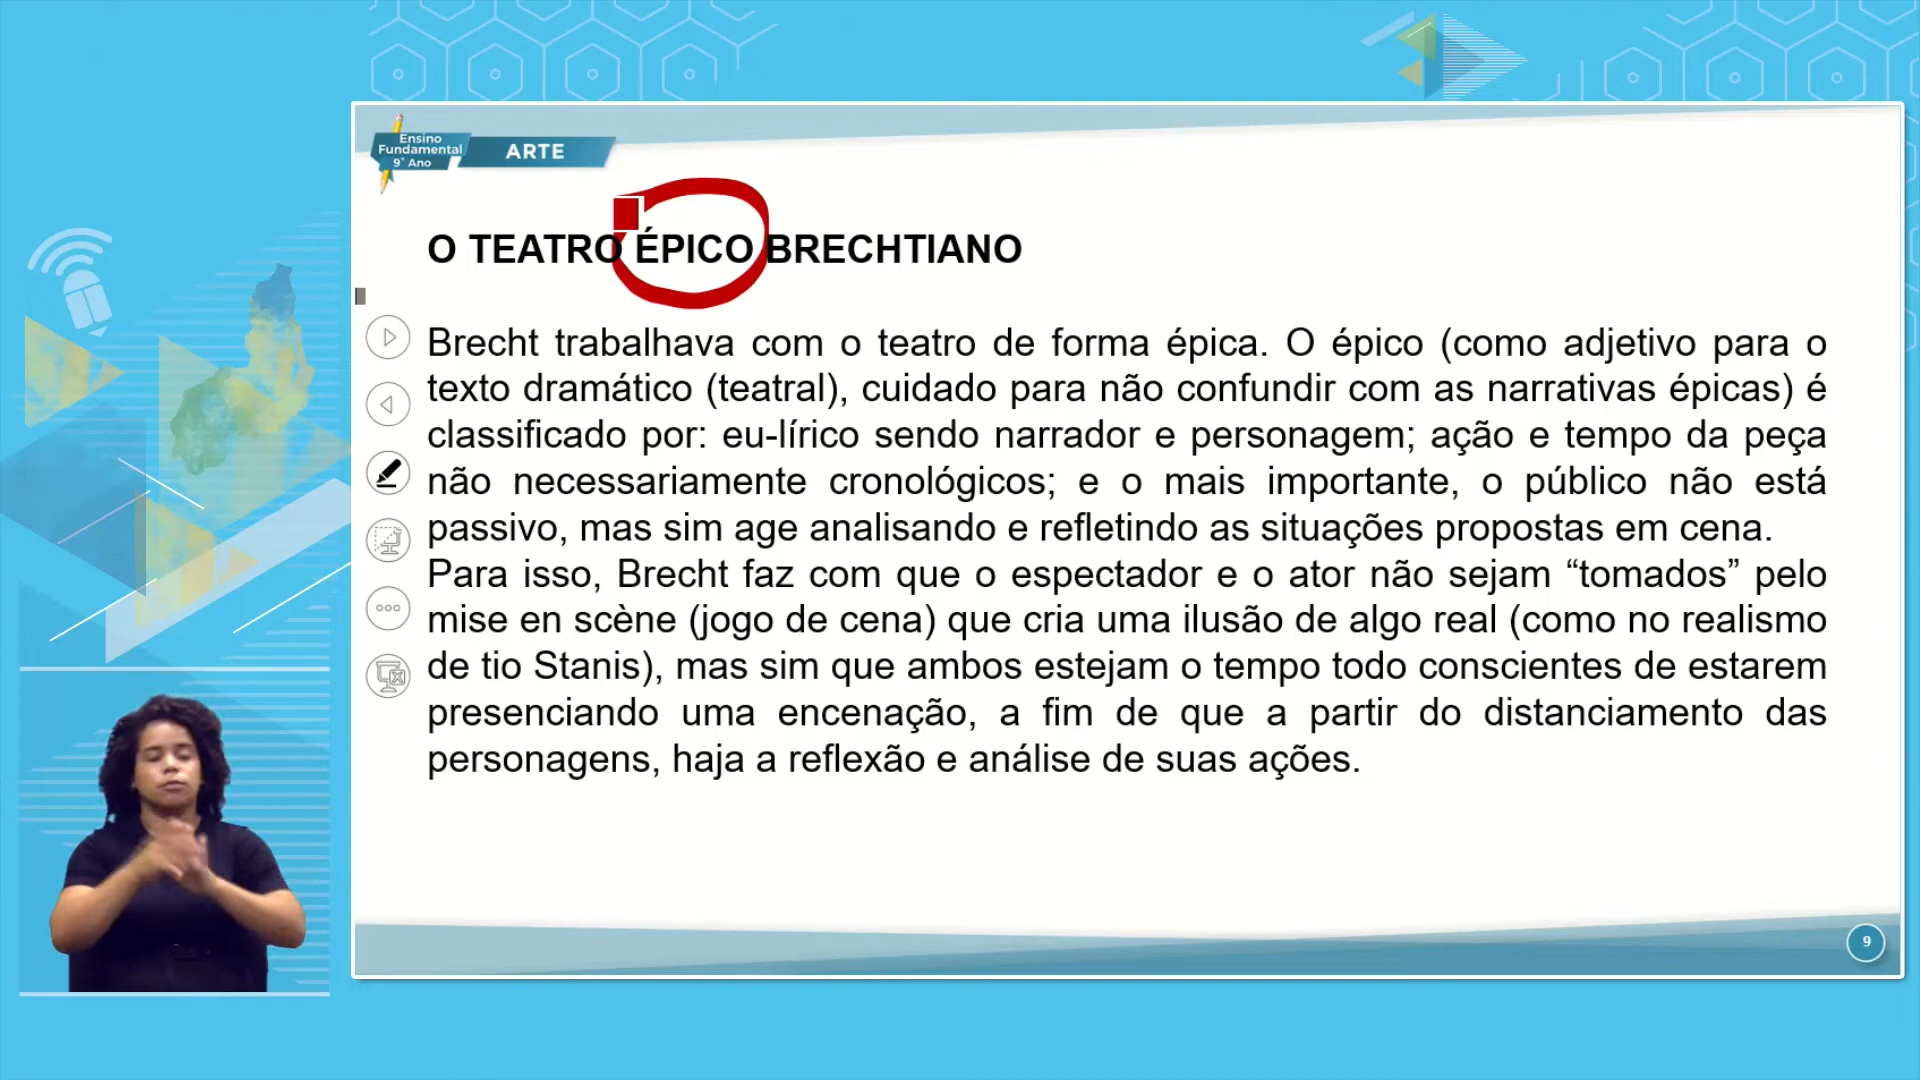 Ensino
Fundamental
9° Ano
ARTE
O TEATRO ÉPICO BRECHTIANO
Brecht trabalhava com o teatro de forma épica. O épico (como adjetivo para o
texto dramático (teatral), cuidado para não confundir com as narrativas épicas) é
classificado por: eu-lírico sendo narrador e personagem; ação e tempo da peça
não necessariamente cronológicos; e o mais importante, o público não está
passivo, mas sim age analisando e refletindo as situações propostas em cena.
Para isso, Brecht faz com que o espectador e o ator não sejam “tomados” pelo
mise en scène (jogo de cena) que cria uma ilusão de algo real (como no realismo
de tio Stanis), mas sim que ambos estejam o tempo todo conscientes de estarem
presenciando uma encenação, a fim de que a partir do distanciamento das
personagens, haja a reflexão e análise de suas ações.
9